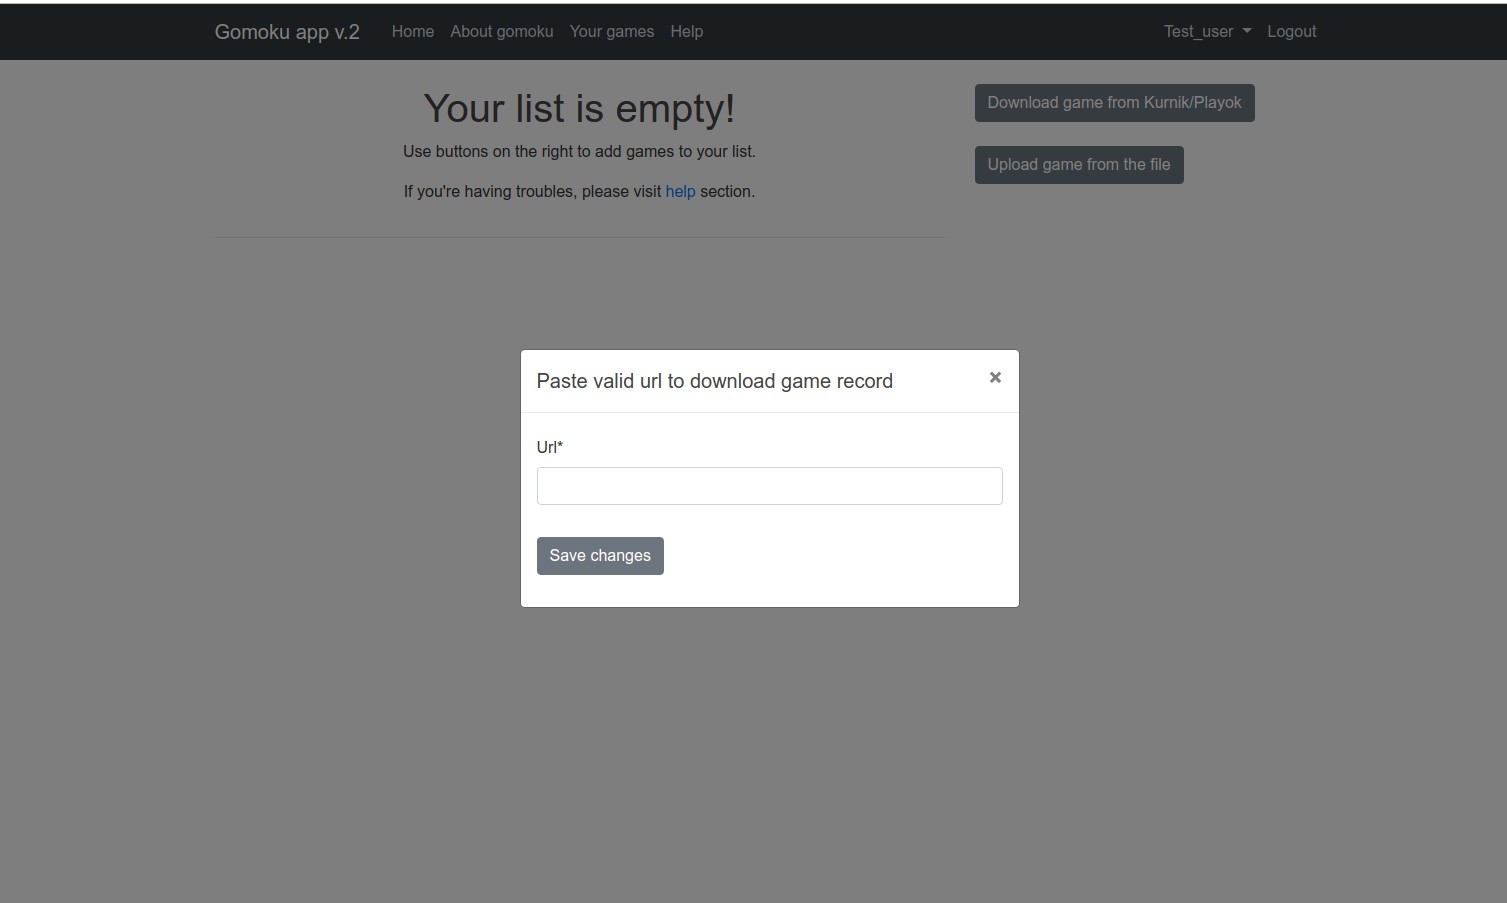 Gomoku app v.2 Home About gomoku Your games Help Test_user Logout
Your list is empty!
Use buttons on the right to add games to your list.
If you're having troubles, please visit help section.
Download game from Kurnik/Playok
Upload game from the file
Paste valid url to download game record ×
Url*
Save changes